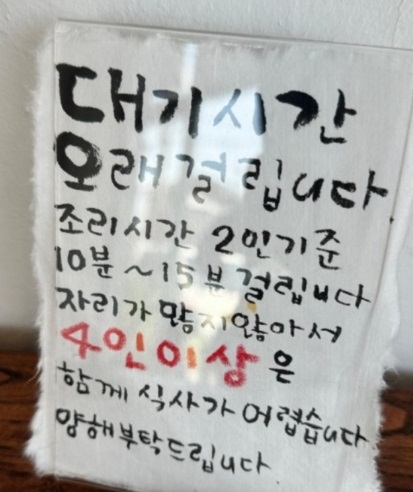 대기시간
오래걸립니다
조리시간 2인기준
10분~15분걸립니다
자리가 많지않아서
4인이상은
함께 식사가 어렵습니다
양해부탁드립니다